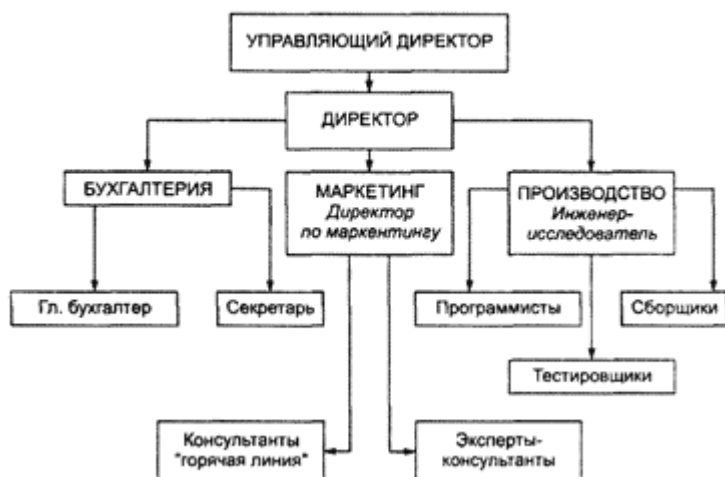 УПРАВЛЯЮЩИЙ ДИРЕКТОР
ДИРЕКТОР
БУХГАЛТЕРИЯ
МАРКЕТИНГ
Директор
по маркентингу
ПРОИЗВОДСТВО
Инженер-
исследователь
Гл. бухгалтер
Секретарь
Программисты
Сборщики
Тестировщики
Консультанты
"горячая линия"
Эксперты-
консультанты